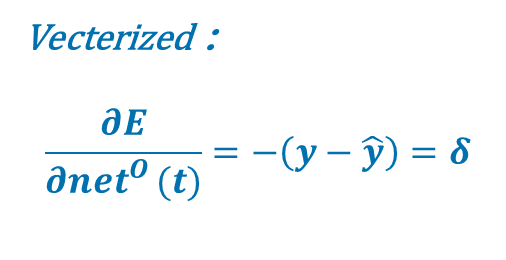 Vecterized :
∂E / ∂net^O (t) = −(y − ŷ) = δ